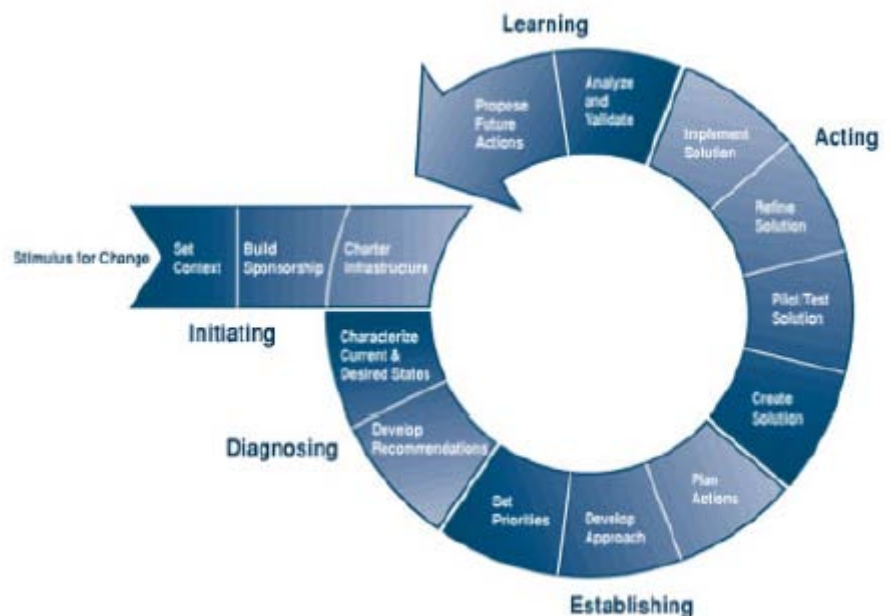 Learning
Propose
Future
Actions
Analyze
and
Validate
Implement
Solution
Acting
Refine
Solution
Pilot/Test
Solution
Create
Solution
Stimulus for Change
Set
Context
Build
Sponsorship
Charter
Infrastructure
Initiating
Characterize
Current &
Desired States
Diagnosing
Develop
Recommendations
Set
Priorities
Develop
Approach
Plan
Actions
Establishing